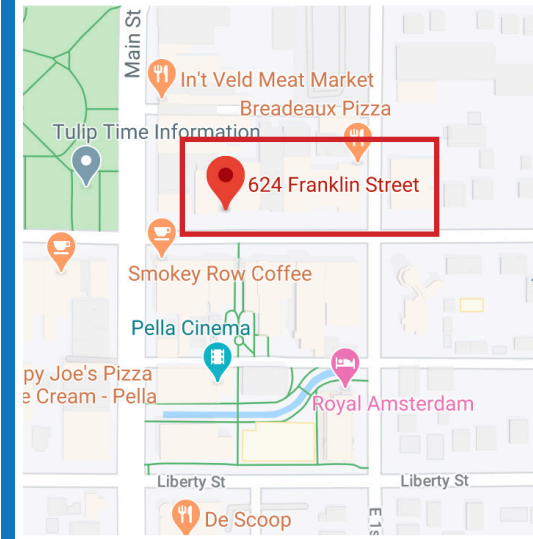 Main St
In't Veld Meat Market
Breadeaux Pizza
Tulip Time Information
624 Franklin Street
Smokey Row Coffee
Pella Cinema
py Joe's Pizza
e Cream - Pella
Royal Amsterdam
Liberty St
Liberty St
De Scoop
E 1s